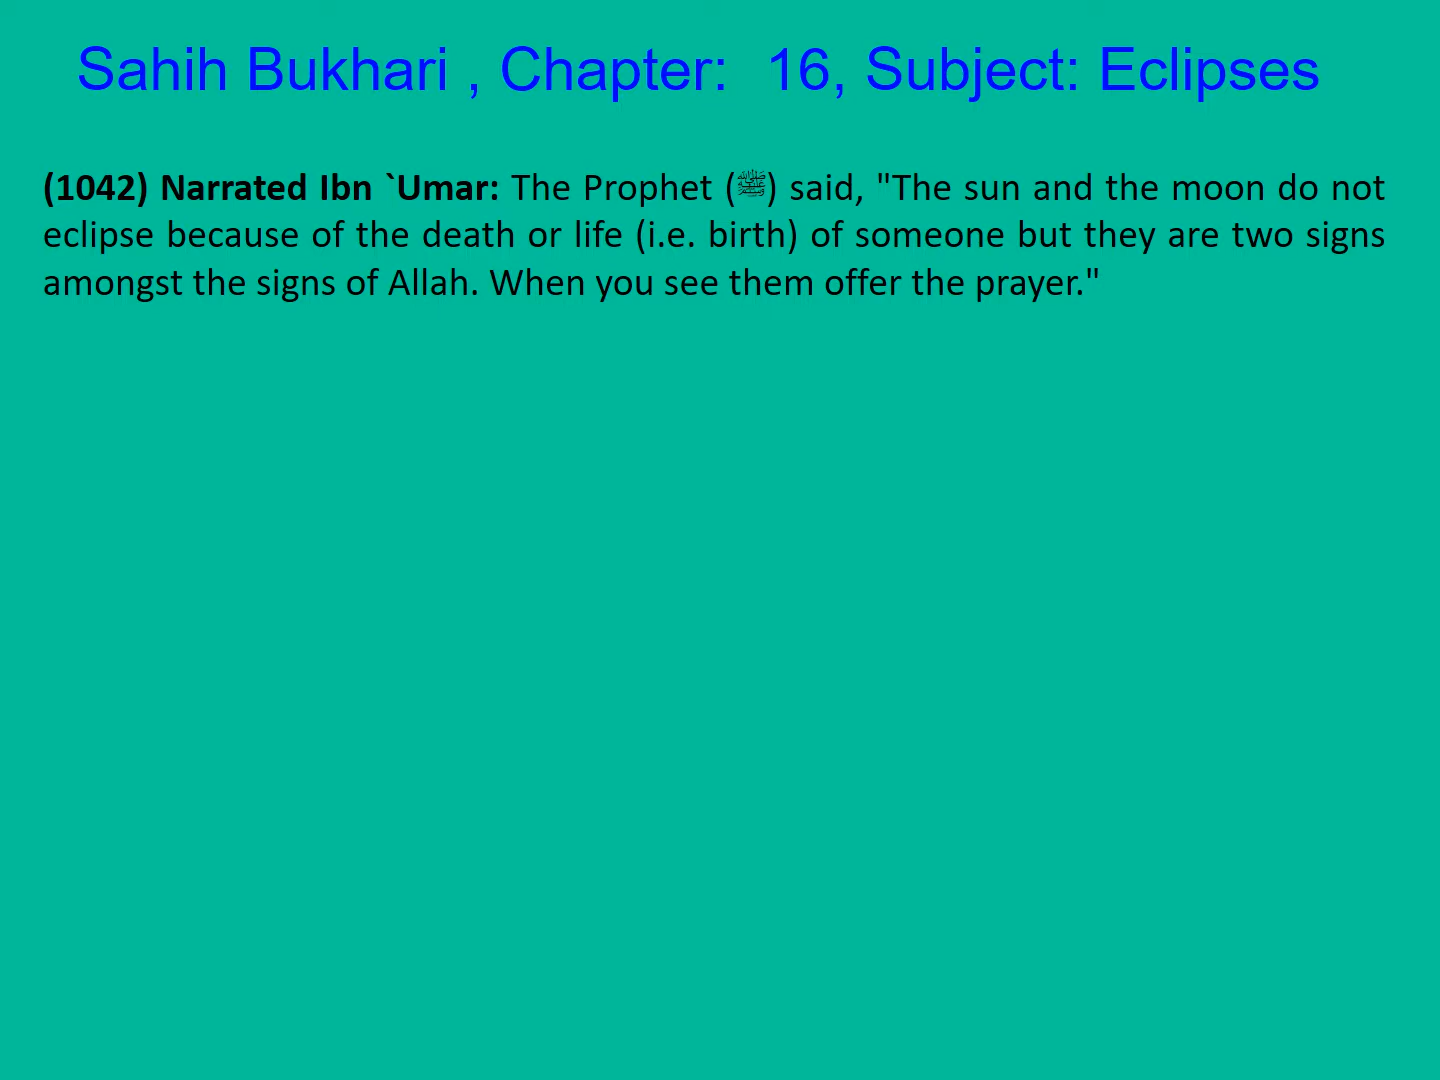 Sahih Bukhari , Chapter:  16, Subject: Eclipses
(1042) Narrated Ibn `Umar: The Prophet (ﷺ) said, "The sun and the moon do not
eclipse because of the death or life (i.e. birth) of someone but they are two signs
amongst the signs of Allah. When you see them offer the prayer."